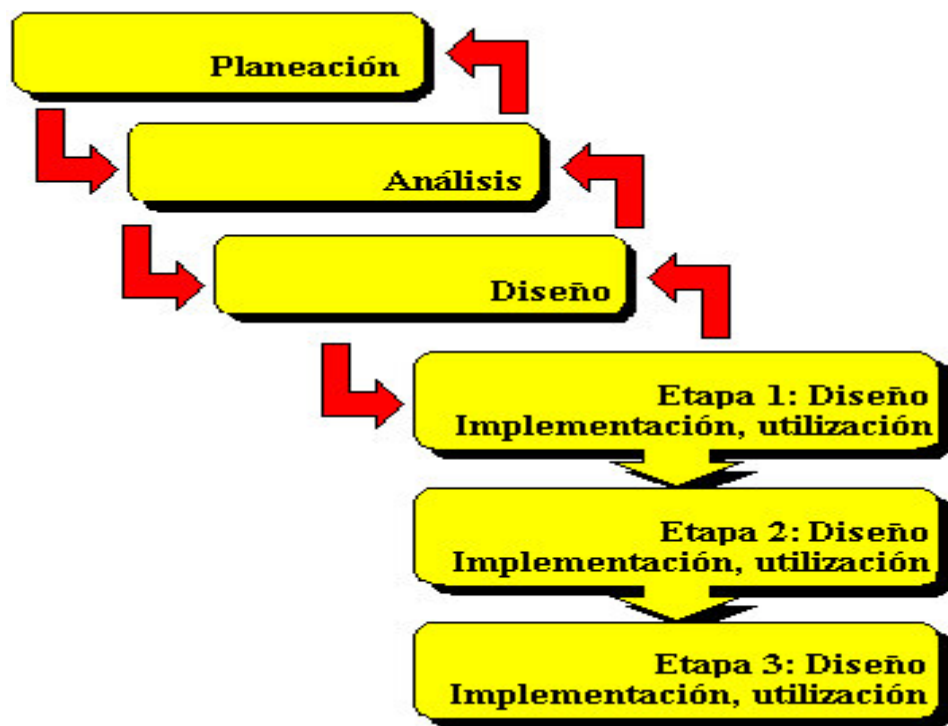 Planeación
Análisis
Diseño
Etapa 1: Diseño
Implementación, utilización
Etapa 2: Diseño
Implementación, utilización
Etapa 3: Diseño
Implementación, utilización